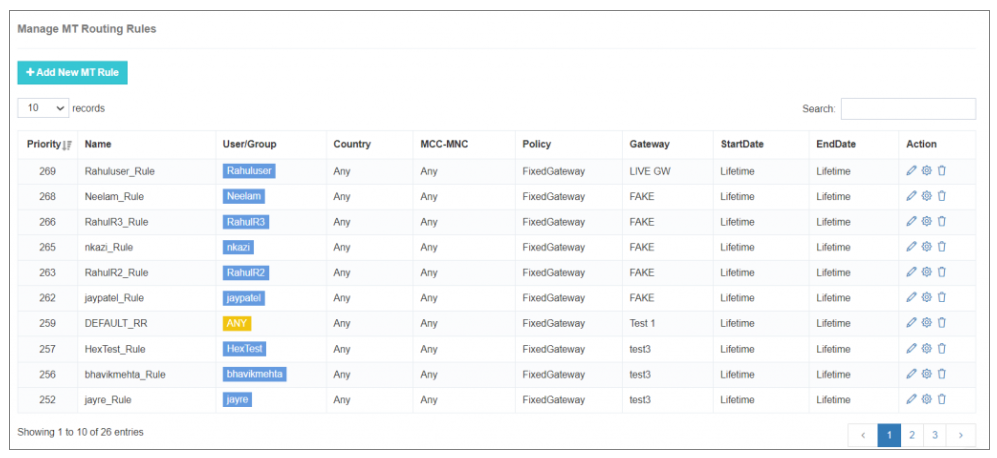 Manage MT Routing Rules
+ Add New MT Rule
10 records Search:
Priority Name User/Group Country MCC-MNC Policy Gateway StartDate EndDate Action
269 Rahuluser_Rule Rahuluser Any Any FixedGateway LIVE GW Lifetime Lifetime
268 Neelam_Rule Neelam Any Any FixedGateway FAKE Lifetime Lifetime
266 RahulR3_Rule RahulR3 Any Any FixedGateway FAKE Lifetime Lifetime
265 nkazi_Rule nkazi Any Any FixedGateway FAKE Lifetime Lifetime
263 RahulR2_Rule RahulR2 Any Any FixedGateway FAKE Lifetime Lifetime
262 jaypatel_Rule jaypatel Any Any FixedGateway FAKE Lifetime Lifetime
259 DEFAULT_RR ANY Any Any FixedGateway Test 1 Lifetime Lifetime
257 HexTest_Rule HexTest Any Any FixedGateway test3 Lifetime Lifetime
256 bhavikmehta_Rule bhavikmehta Any Any FixedGateway test3 Lifetime Lifetime
252 jayre_Rule jayre Any Any FixedGateway test3 Lifetime Lifetime
Showing 1 to 10 of 26 entries < 1 2 3 >